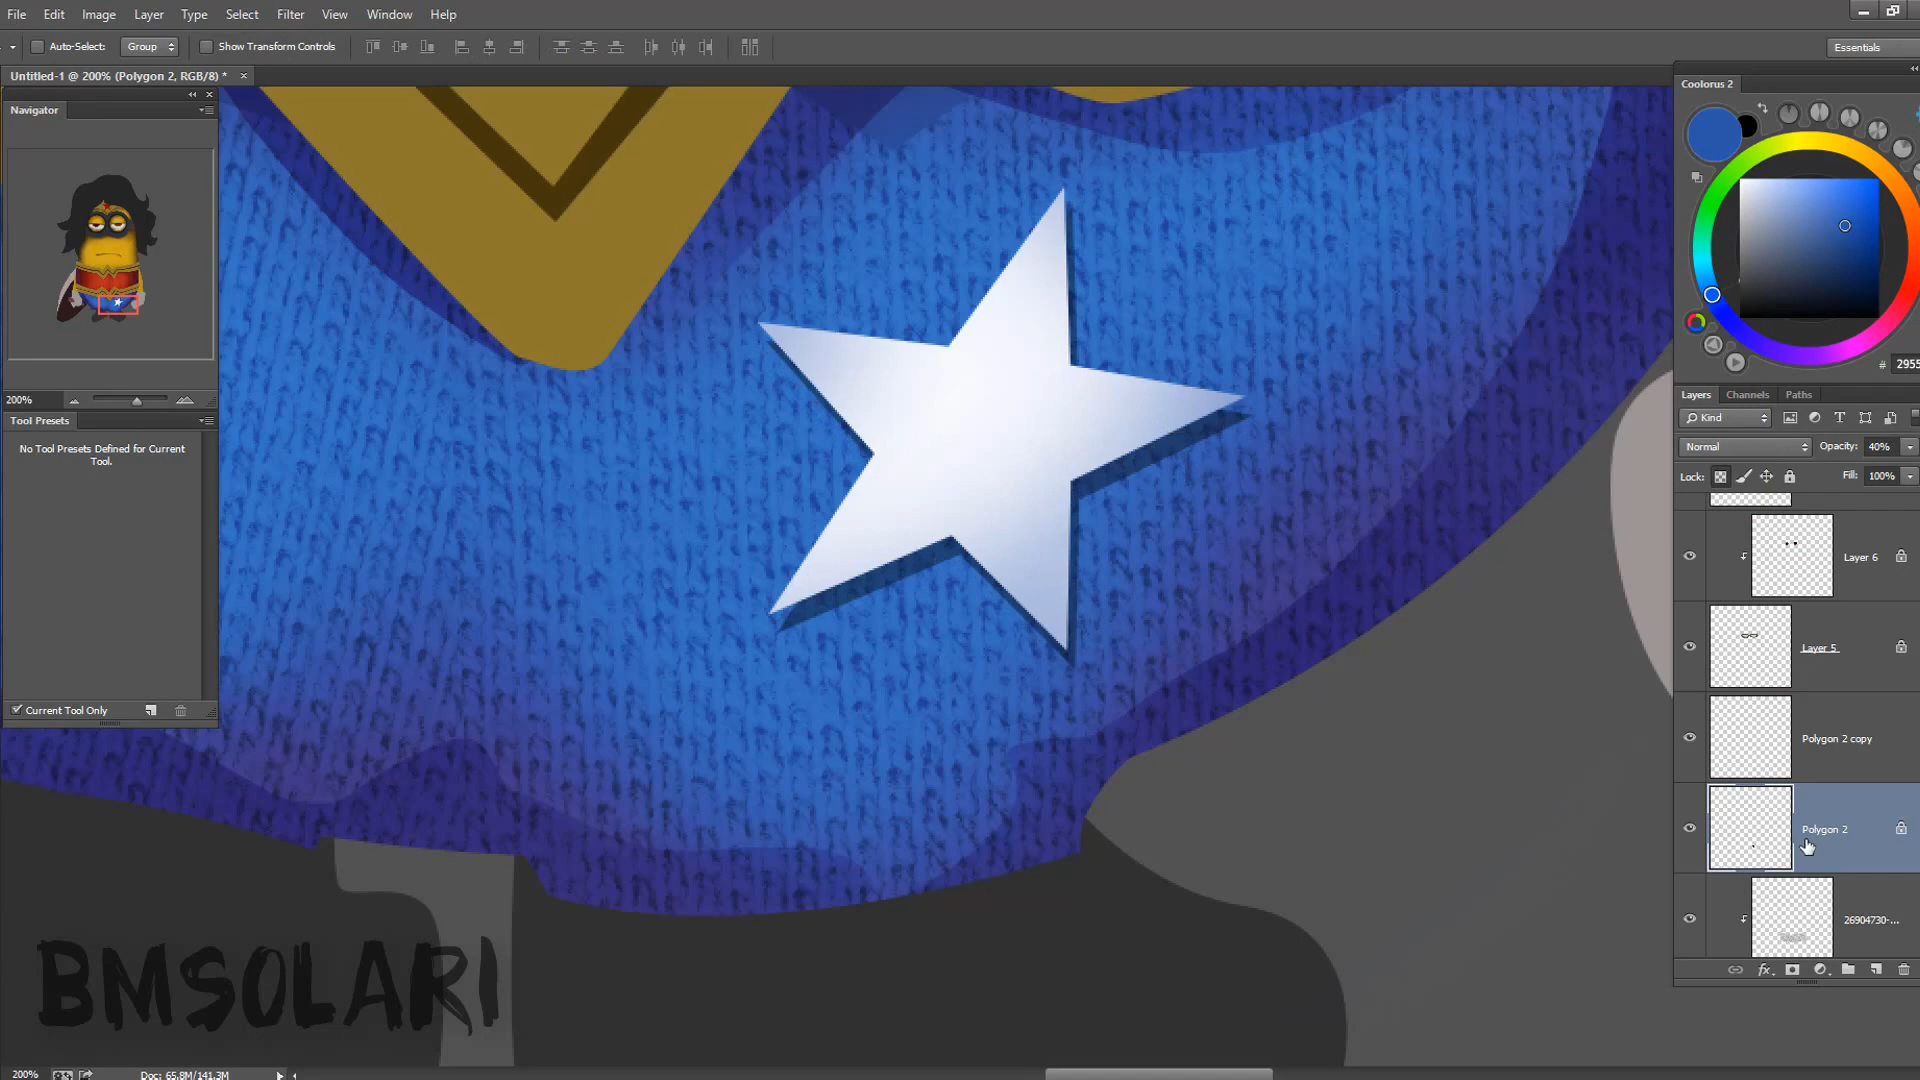 File Edit Image Layer Type Select Filter View Window Help
Auto-Select: Group Show Transform Controls Essentials
Untitled-1 @ 200% (Polygon 2, RGB/8) *
Navigator
Coolorus 2
# 2955
200%
Layers Channels Paths
Tool Presets
Kind
No Tool Presets Defined for Current
Tool.
Normal Opacity: 40%
Lock: Fill: 100%
Layer 6
Layer 5
Current Tool Only
Polygon 2 copy
Polygon 2
26904730-...
fx
BMSOLARI
200% Doc: 65.8M/141.3M